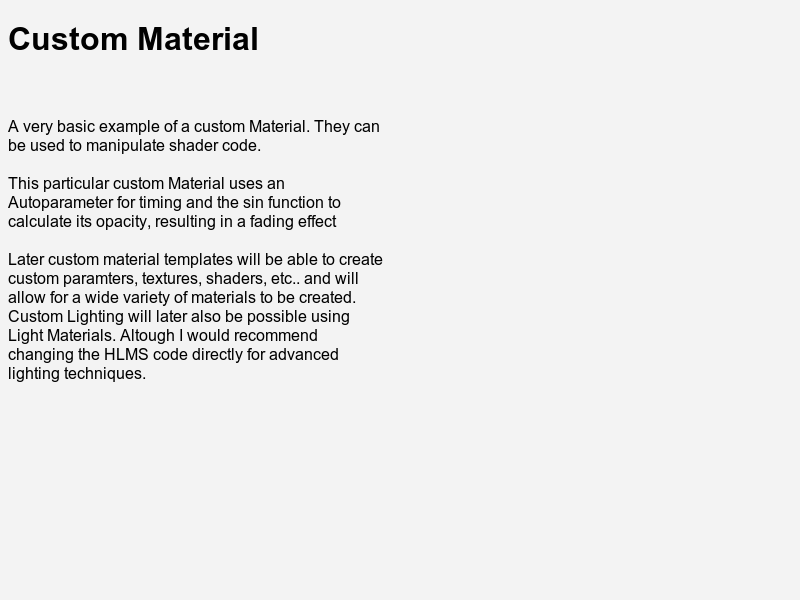 Custom Material
A very basic example of a custom Material. They can
be used to manipulate shader code.
This particular custom Material uses an
Autoparameter for timing and the sin function to
calculate its opacity, resulting in a fading effect
Later custom material templates will be able to create
custom paramters, textures, shaders, etc.. and will
allow for a wide variety of materials to be created.
Custom Lighting will later also be possible using
Light Materials. Altough I would recommend
changing the HLMS code directly for advanced
lighting techniques.